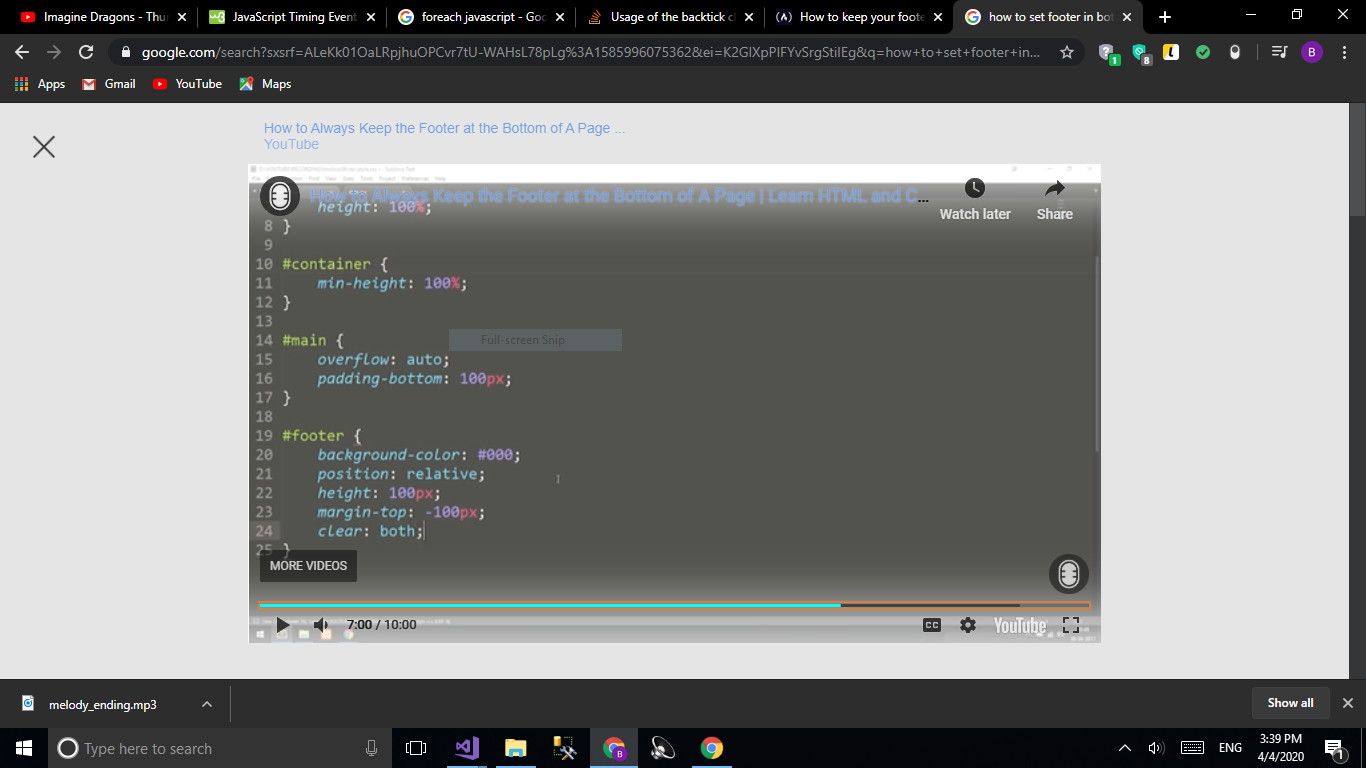 Imagine Dragons - Thun
JavaScript Timing Event
foreach javascript - Goo
Usage of the backtick c
How to keep your foote
how to set footer in bot
google.com/search?sxsrf=ALeKk01OaLRpjhuOPCvr7tU-WAHsL78pLg%3A1585996075362&ei=K2GIXpPIFYvSrgStiIEg&q=how+to+set+footer+in...
1
8
B
Apps
Gmail
YouTube
Maps
How to Always Keep the Footer at the Bottom of A Page ...
YouTube
How to Always Keep the Footer at the Bottom of A Page | Learn HTML and C...
Watch later
Share
height: 100%;
8 }
9
10 #container {
11 min-height: 100%;
12 }
13
14 #main {
Full-screen Snip
15 overflow: auto;
16 padding-bottom: 100px;
17 }
18
19 #footer {
20 background-color: #000;
21 position: relative;
22 height: 100px;
23 margin-top: -100px;
24 clear: both;
25 }
MORE VIDEOS
7:00 / 10:00
CC
YouTube
melody_ending.mp3
Show all
Type here to search
B
ENG
3:39 PM
4/4/2020
1